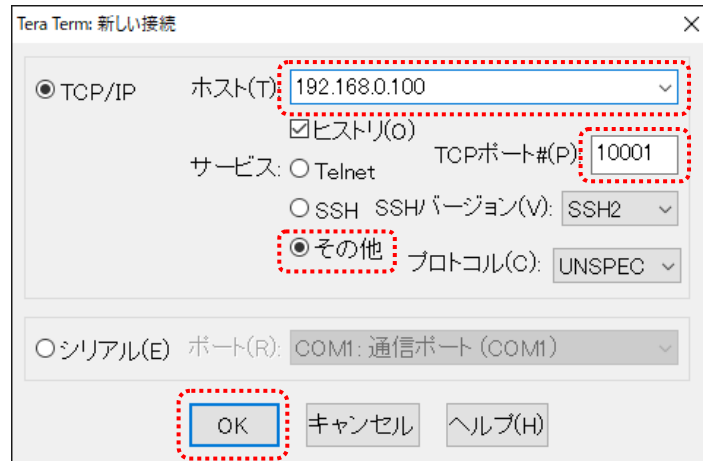 Tera Term: 新しい接続
TCP/IP ホスト(T): 192.168.0.100
ヒストリ(O)
サービス: Telnet TCPポート#(P): 10001
SSH SSHバージョン(V): SSH2
その他 プロトコル(C): UNSPEC
シリアル(E) ポート(R): COM1: 通信ポート (COM1)
OK キャンセル ヘルプ(H)